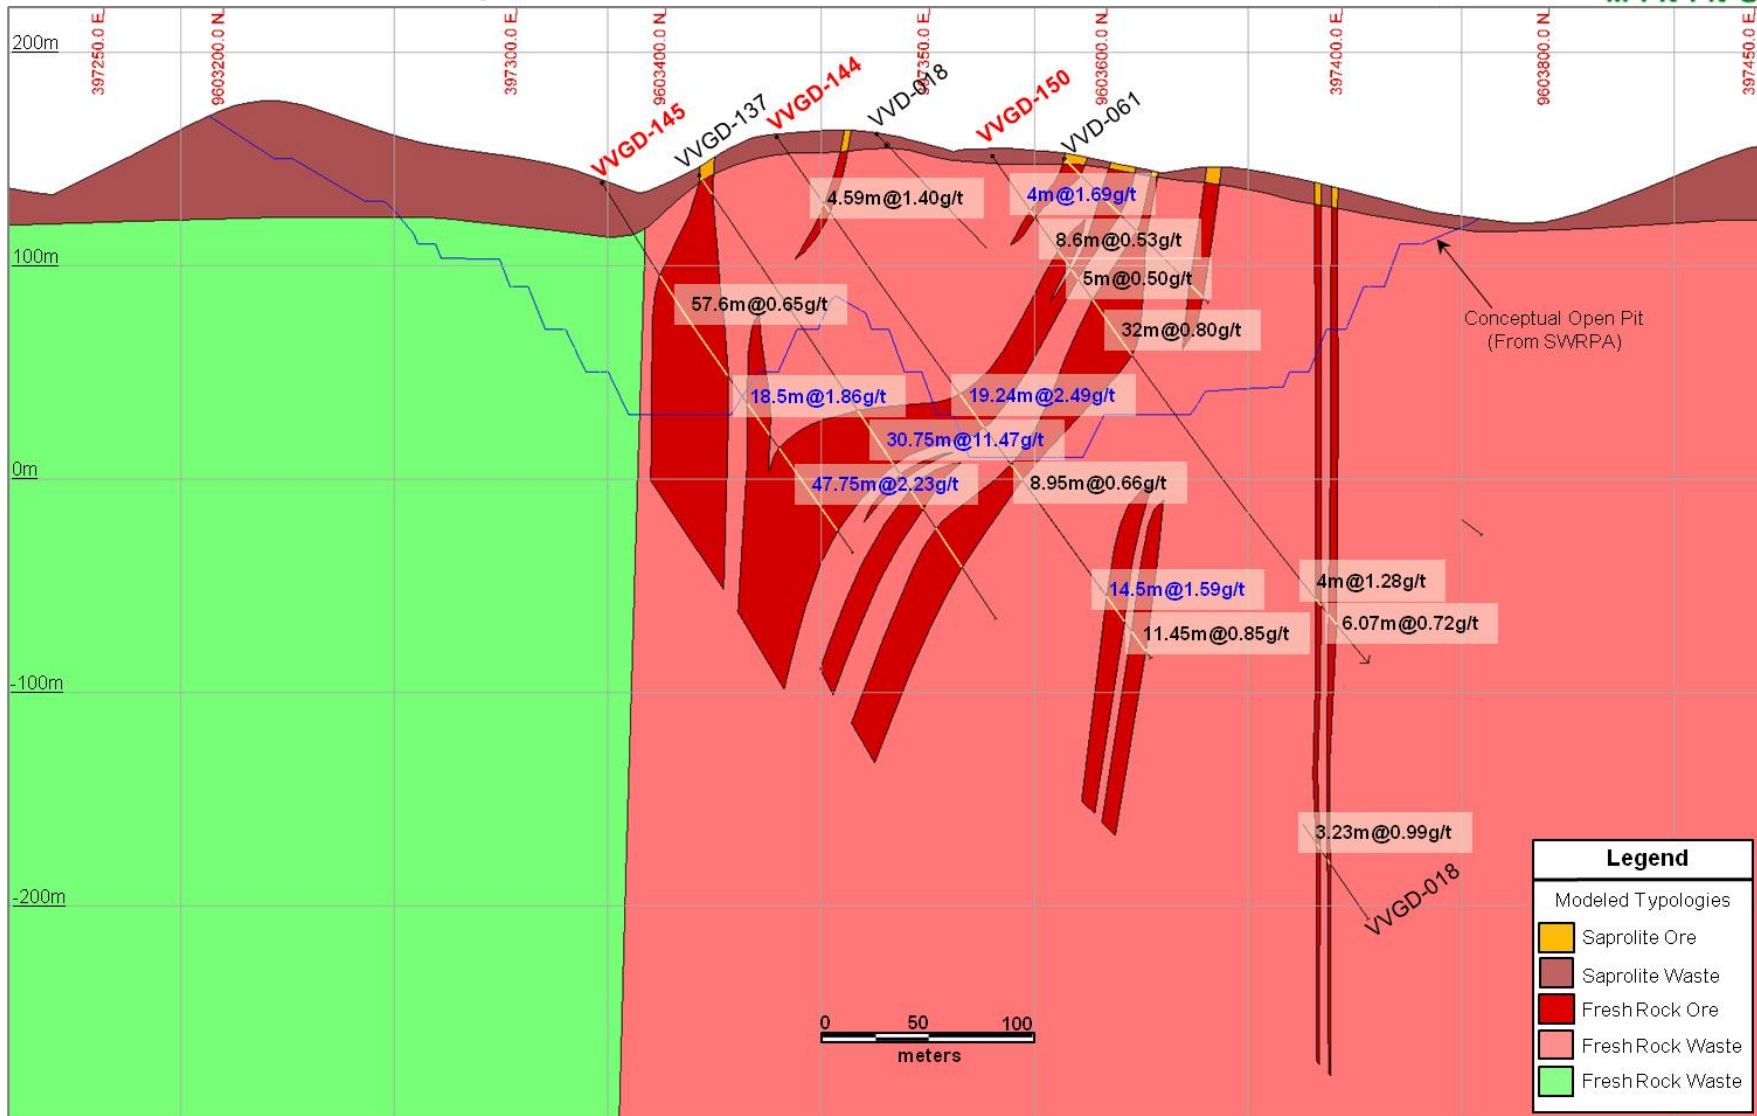 397250.0 E
9603200.0 N
397300.0 E
9603400.0 N
397350.0 E
9603600.0 N
397400.0 E
9603800.0 N
397450.0 E
200m
100m
0m
-100m
-200m
VVGD-145
VVGD-137
VVGD-144
VVD-018
VVGD-150
VVD-061
4.59m@1.40g/t
4m@1.69g/t
8.6m@0.53g/t
5m@0.50g/t
57.6m@0.65g/t
32m@0.80g/t
Conceptual Open Pit
(From SWRPA)
18.5m@1.86g/t
19.24m@2.49g/t
30.75m@11.47g/t
47.75m@2.23g/t
8.95m@0.66g/t
14.5m@1.59g/t
4m@1.28g/t
11.45m@0.85g/t
6.07m@0.72g/t
3.23m@0.99g/t
VVGD-018
0 50 100
meters
Legend
Modeled Typologies
Saprolite Ore
Saprolite Waste
Fresh Rock Ore
Fresh Rock Waste
Fresh Rock Waste